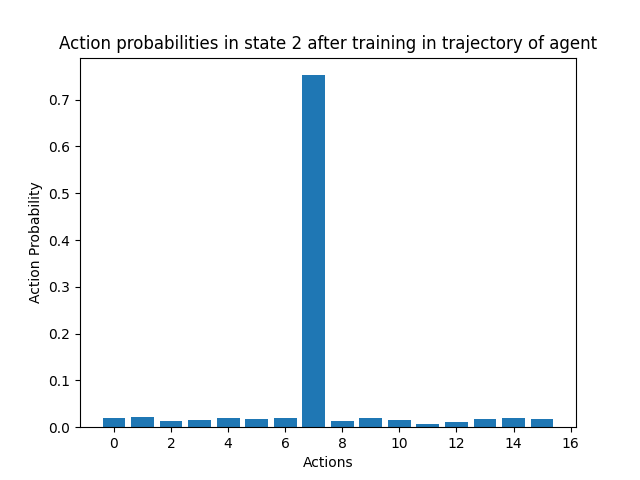 Action probabilities in state 2 after training in trajectory of agent
0.7
0.6
0.5
0.4
0.3
0.2
0.1
0.0
Action Probability
0 2 4 6 8 10 12 14 16
Actions